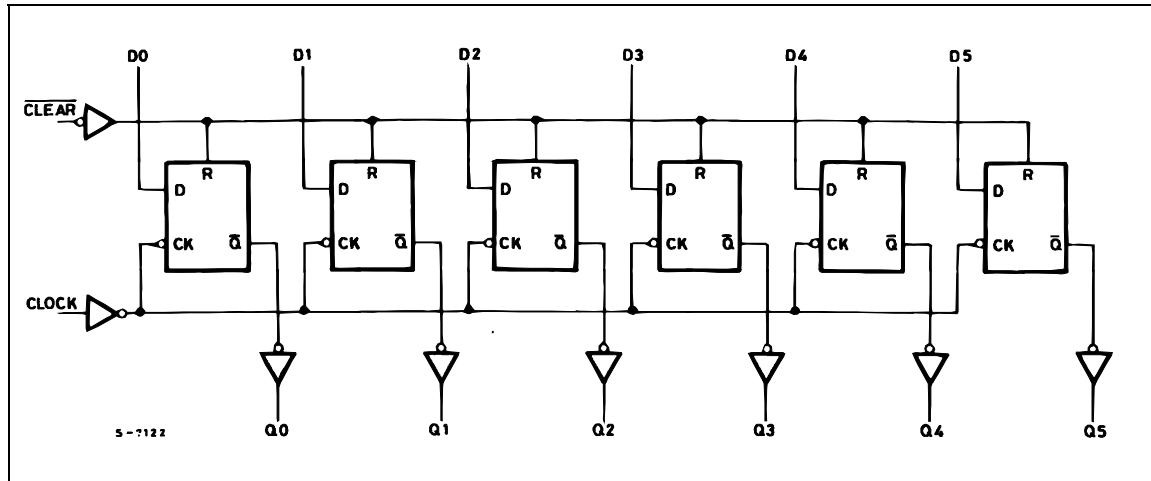 D0 D1 D2 D3 D4 D5
C̅L̅E̅A̅R̅
R R R R R R
D D D D D D
CK Q̅ CK Q̅ CK Q̅ CK Q̅ CK Q̅ CK Q̅
CLOCK
S-7122 Q0 Q1 Q2 Q3 Q4 Q5